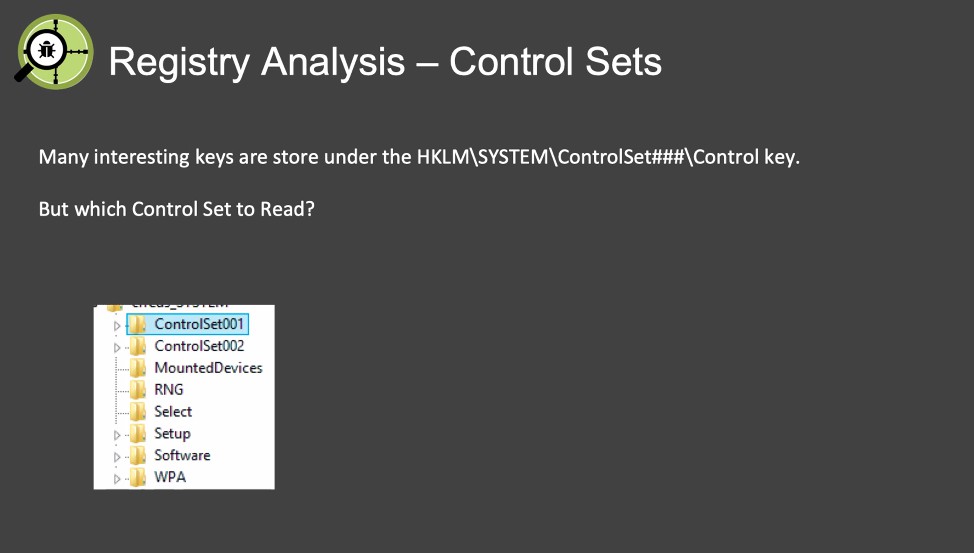 Registry Analysis – Control Sets
Many interesting keys are store under the HKLM\SYSTEM\ControlSet###\Control key.
But which Control Set to Read?
ControlSet001
ControlSet002
MountedDevices
RNG
Select
Setup
Software
WPA